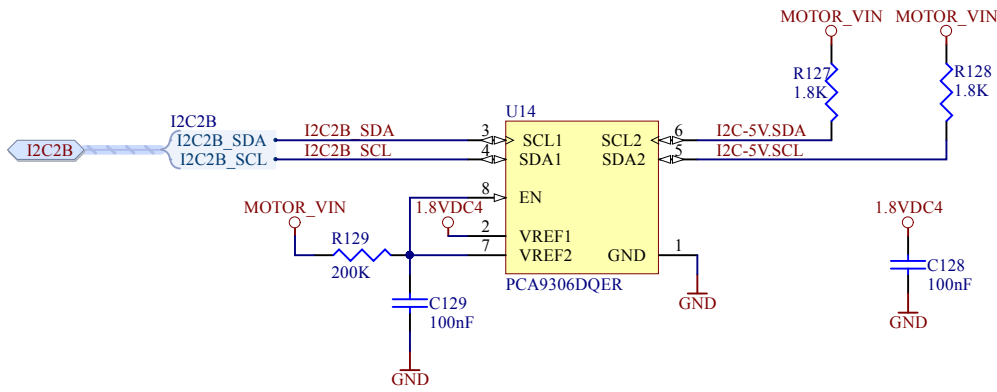 MOTOR_VIN
MOTOR_VIN
R127
1.8K
R128
1.8K
U14
I2C2B
I2C2B
I2C2B_SDA
I2C2B_SCL
I2C2B_SDA
I2C2B_SCL
3
4
8
2
7
SCL1
SDA1
EN
VREF1
VREF2
SCL2
SDA2
GND
6
5
1
I2C-5V.SDA
I2C-5V.SCL
PCA9306DQER
MOTOR_VIN
1.8VDC4
R129
200K
C129
100nF
GND
GND
1.8VDC4
C128
100nF
GND